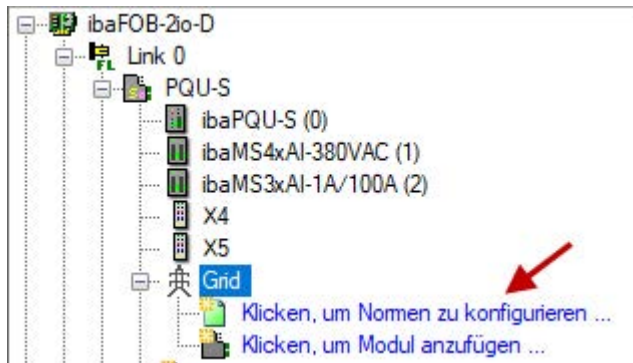 ibaFOB-2io-D
FL Link 0
S PQU-S
ibaPQU-S (0)
ibaMS4xAI-380VAC (1)
ibaMS3xAI-1A/100A (2)
X4
X5
Grid
Klicken, um Normen zu konfigurieren ...
Klicken, um Modul anzufügen ...